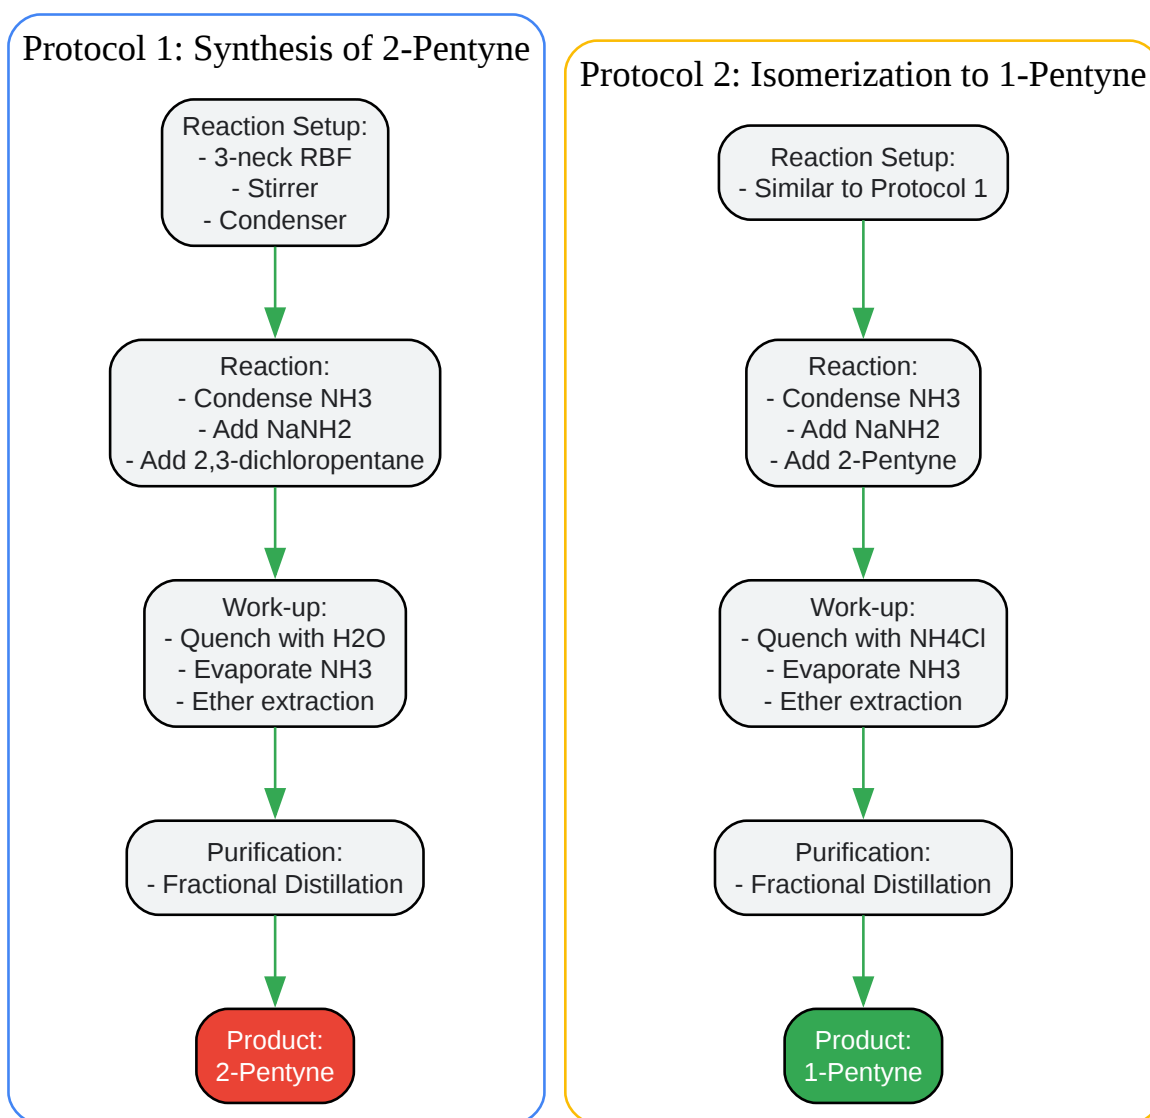 Protocol 1: Synthesis of 2-Pentyne
Reaction Setup:
- 3-neck RBF
- Stirrer
- Condenser
Reaction:
- Condense NH3
- Add NaNH2
- Add 2,3-dichloropentane
Work-up:
- Quench with H2O
- Evaporate NH3
- Ether extraction
Purification:
- Fractional Distillation
Product:
2-Pentyne
Protocol 2: Isomerization to 1-Pentyne
Reaction Setup:
- Similar to Protocol 1
Reaction:
- Condense NH3
- Add NaNH2
- Add 2-Pentyne
Work-up:
- Quench with NH4Cl
- Evaporate NH3
- Ether extraction
Purification:
- Fractional Distillation
Product:
1-Pentyne